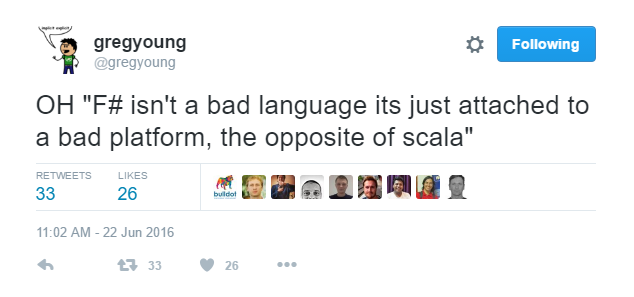 gregyoung
@gregyoung
Following
OH "F# isn't a bad language its just attached to
a bad platform, the opposite of scala"
RETWEETS LIKES
33 26
bulldot
11:02 AM - 22 Jun 2016
33 26